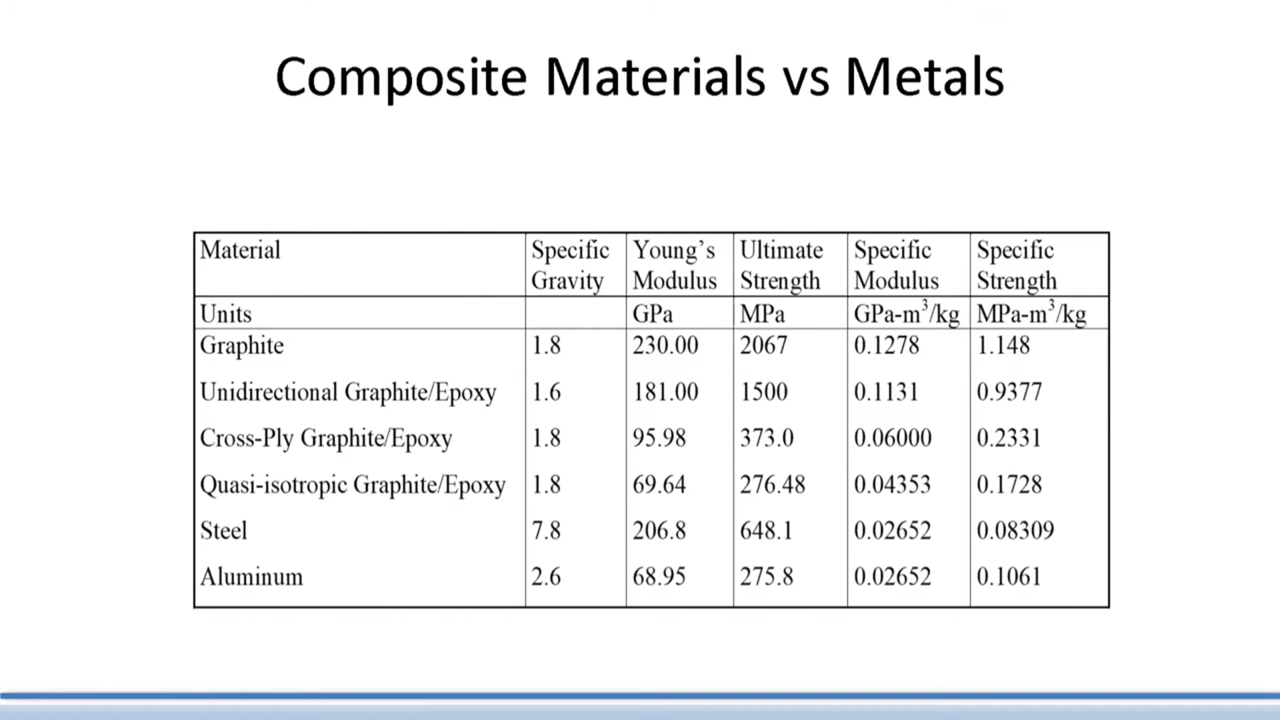 Composite Materials vs Metals
Material Specific Gravity Young's Modulus Ultimate Strength Specific Modulus Specific Strength
Units GPa MPa GPa-m³/kg MPa-m³/kg
Graphite 1.8 230.00 2067 0.1278 1.148
Unidirectional Graphite/Epoxy 1.6 181.00 1500 0.1131 0.9377
Cross-Ply Graphite/Epoxy 1.8 95.98 373.0 0.06000 0.2331
Quasi-isotropic Graphite/Epoxy 1.8 69.64 276.48 0.04353 0.1728
Steel 7.8 206.8 648.1 0.02652 0.08309
Aluminum 2.6 68.95 275.8 0.02652 0.1061